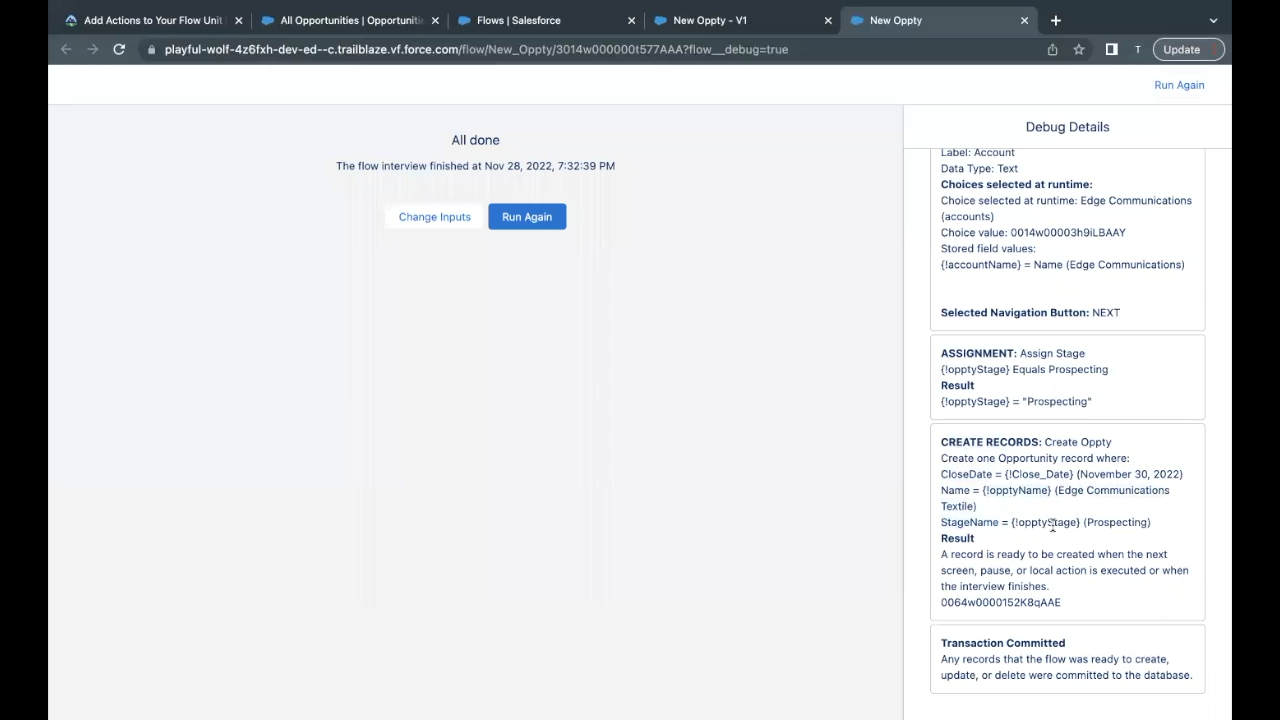 Add Actions to Your Flow Unit
All Opportunities | Opportunitie
Flows | Salesforce
New Oppty - V1
New Oppty
playful-wolf-4z6fxh-dev-ed--c.trailblaze.vf.force.com/flow/New_Oppty/3014w000000t577AAA?flow__debug=true
T
Update
Run Again
All done
The flow interview finished at Nov 28, 2022, 7:32:39 PM
Change Inputs
Run Again
Debug Details
Label: Account
Data Type: Text
Choices selected at runtime:
Choice selected at runtime: Edge Communications
(accounts)
Choice value: 0014w00003h9iLBAAY
Stored field values:
{!accountName} = Name (Edge Communications)
Selected Navigation Button: NEXT
ASSIGNMENT: Assign Stage
{!opptyStage} Equals Prospecting
Result
{!opptyStage} = "Prospecting"
CREATE RECORDS: Create Oppty
Create one Opportunity record where:
CloseDate = {!Close_Date} (November 30, 2022)
Name = {!opptyName} (Edge Communications
Textile)
StageName = {!opptyStage} (Prospecting)
Result
A record is ready to be created when the next
screen, pause, or local action is executed or when
the interview finishes.
0064w0000152K8qAAE
Transaction Committed
Any records that the flow was ready to create,
update, or delete were committed to the database.